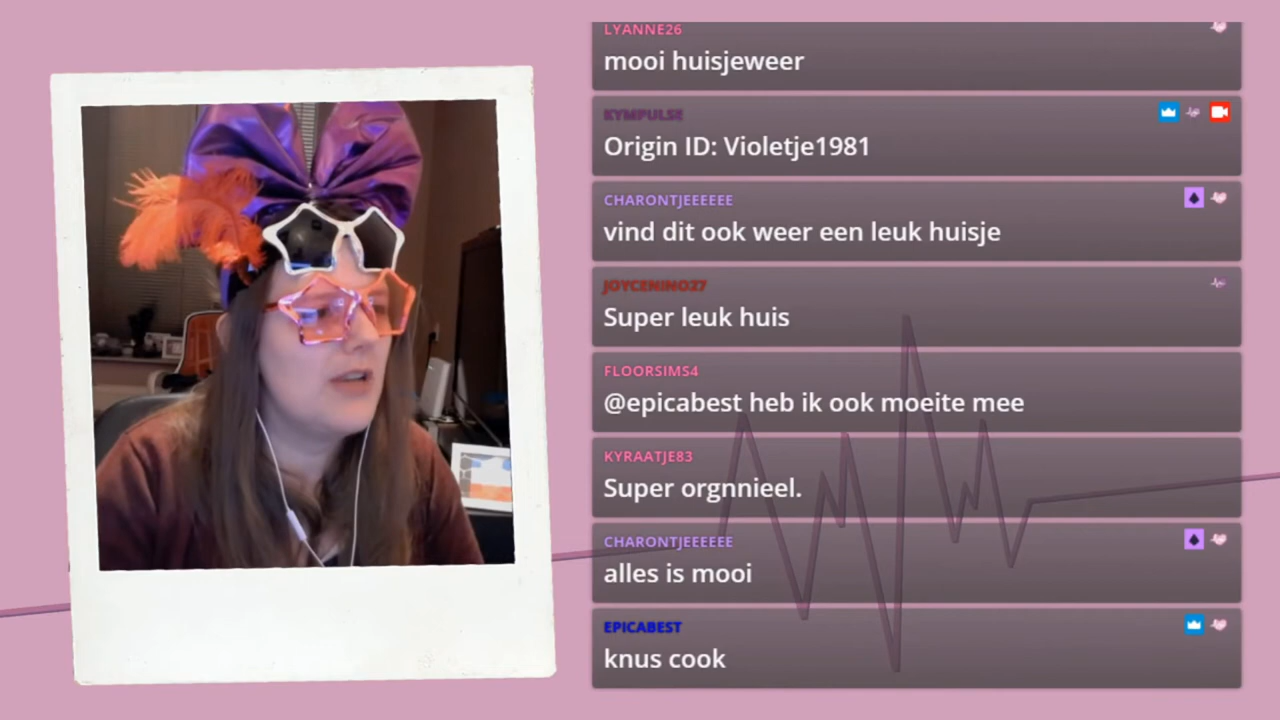 LYANNE26
mooi huisjeweer
KYMPULSE
Origin ID: Violetje1981
CHARONTJEEEEEE
vind dit ook weer een leuk huisje
JOYCENINO27
Super leuk huis
FLOORSIMS4
@epicabest heb ik ook moeite mee
KYRAATJE83
Super orgnnieel.
CHARONTJEEEEEE
alles is mooi
EPICABEST
knus cook